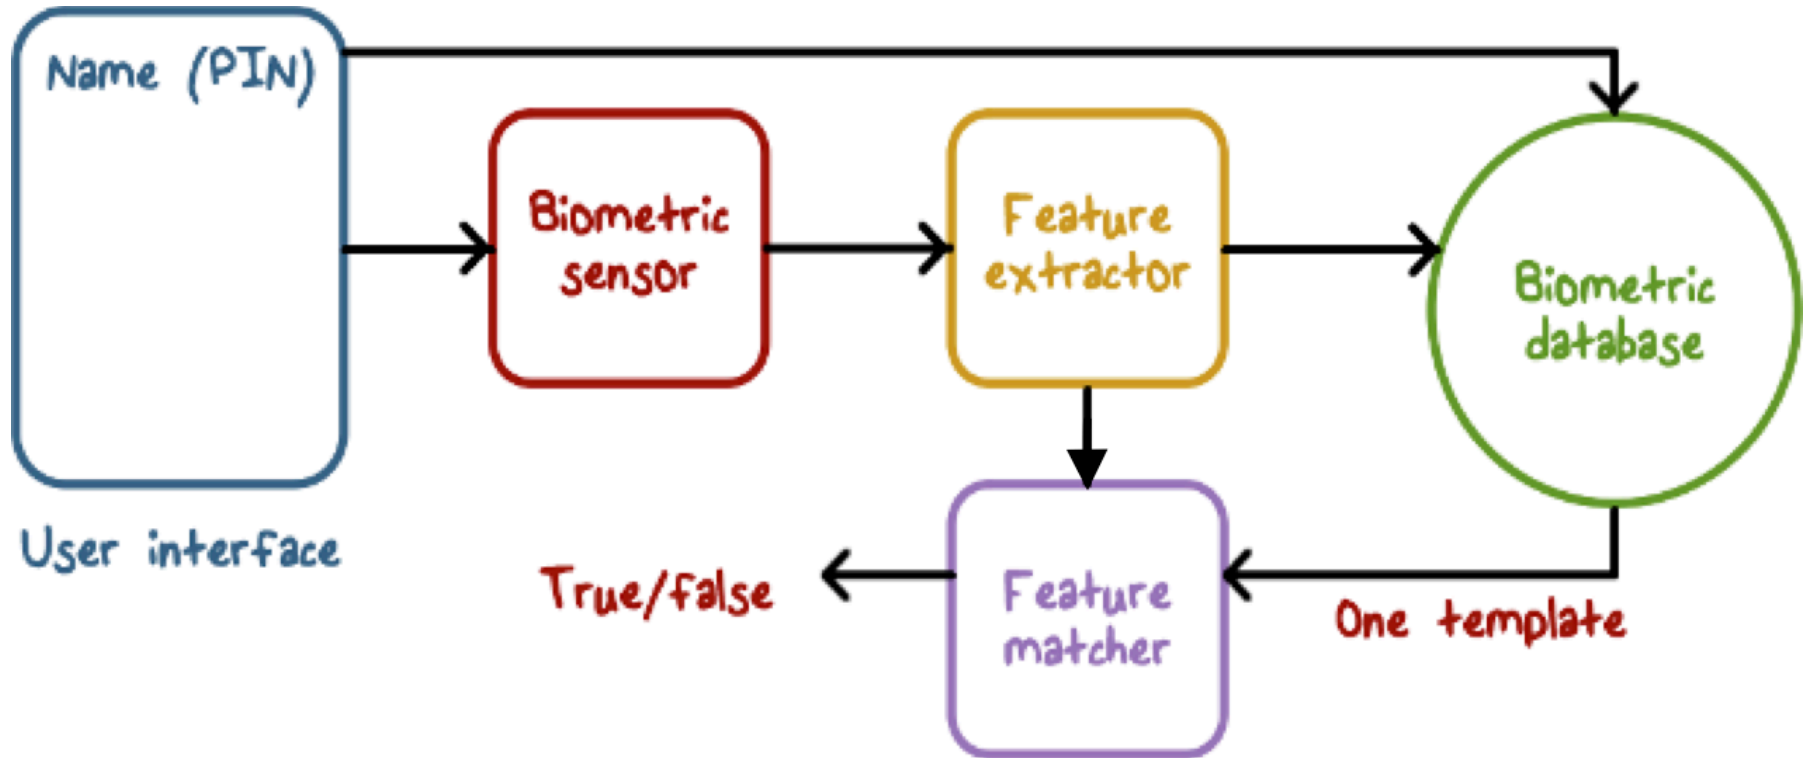 Name (PIN)
Biometric
sensor
Feature
extractor
Biometric
database
User interface
True/false
Feature
matcher
One template